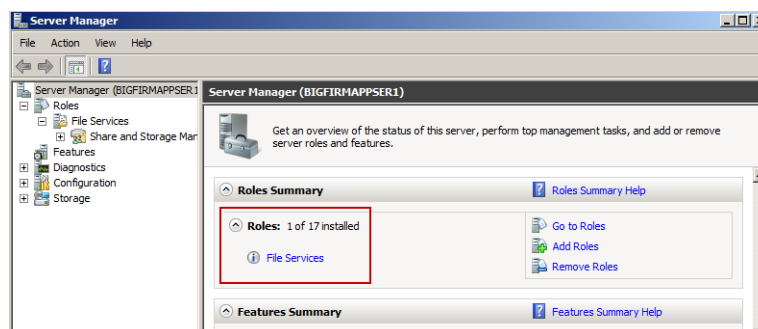 Server Manager
File Action View Help
Server Manager (BIGFIRMAPPSER1
Roles
File Services
Share and Storage Mar
Features
Diagnostics
Configuration
Storage
Server Manager (BIGFIRMAPPSER1)
Get an overview of the status of this server, perform top management tasks, and add or remove
server roles and features.
Roles Summary
Roles Summary Help
Roles: 1 of 17 installed
File Services
Go to Roles
Add Roles
Remove Roles
Features Summary
Features Summary Help